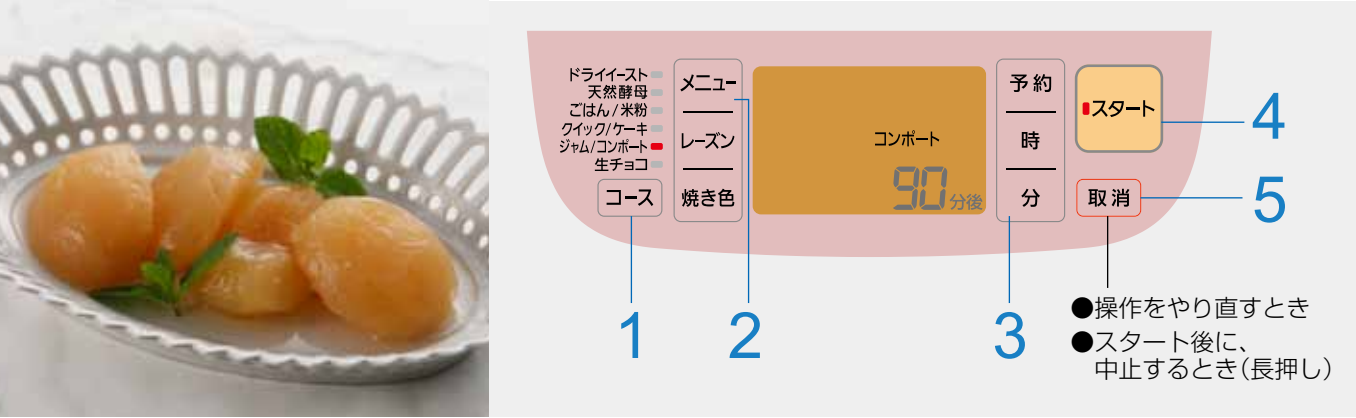 ドライイースト
天然酵母
ごはん/米粉
クイック/ケーキ
ジャム/コンポート
生チョコ
コース
メニュー
レーズン
焼き色
コンポート
90分後
予約
時
分
スタート
取消
1
2
3
4
5
●操作をやり直すとき
●スタート後に、
中止するとき(長押し)